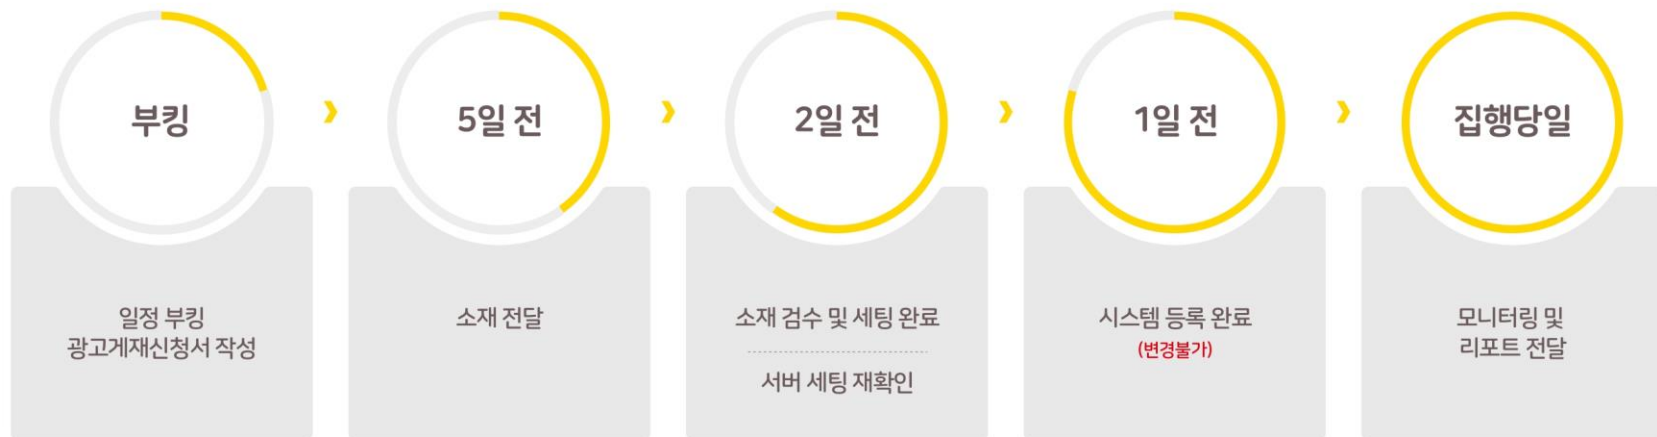 부킹
일정 부킹
광고게재신청서 작성
5일 전
소재 전달
2일 전
소재 검수 및 세팅 완료
서버 세팅 재확인
1일 전
시스템 등록 완료
(변경불가)
집행당일
모니터링 및
리포트 전달